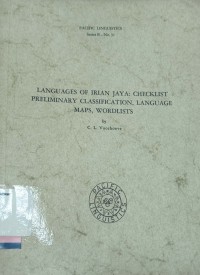 PACIFIC LINGUISTICS
LANGUAGES OF IRIAN JAYA: CHECKLIST
PRELIMINARY CLASSIFICATION, LANGUAGE
MAPS, WORDLISTS
by
C. L. Voorhoeve
PACIFIC
LINGUISTICS